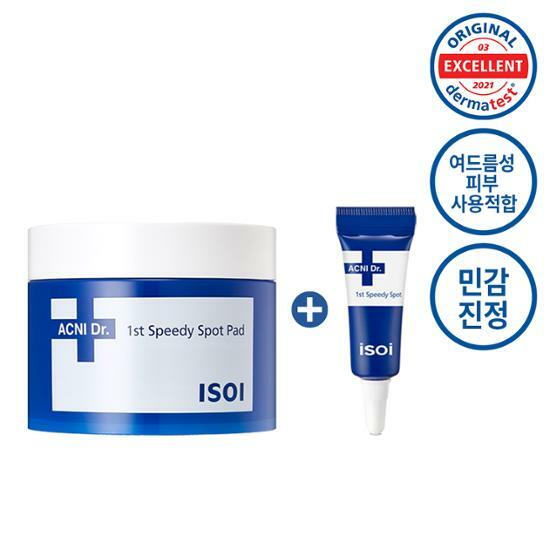 ORIGINAL
03
EXCELLENT
2021
dermatest®
여드름성
피부
사용적합
민감
진정
ACNI Dr.
1st Speedy Spot Pad
ISOI
+
ACNI Dr.
1st Speedy Spot
isoi